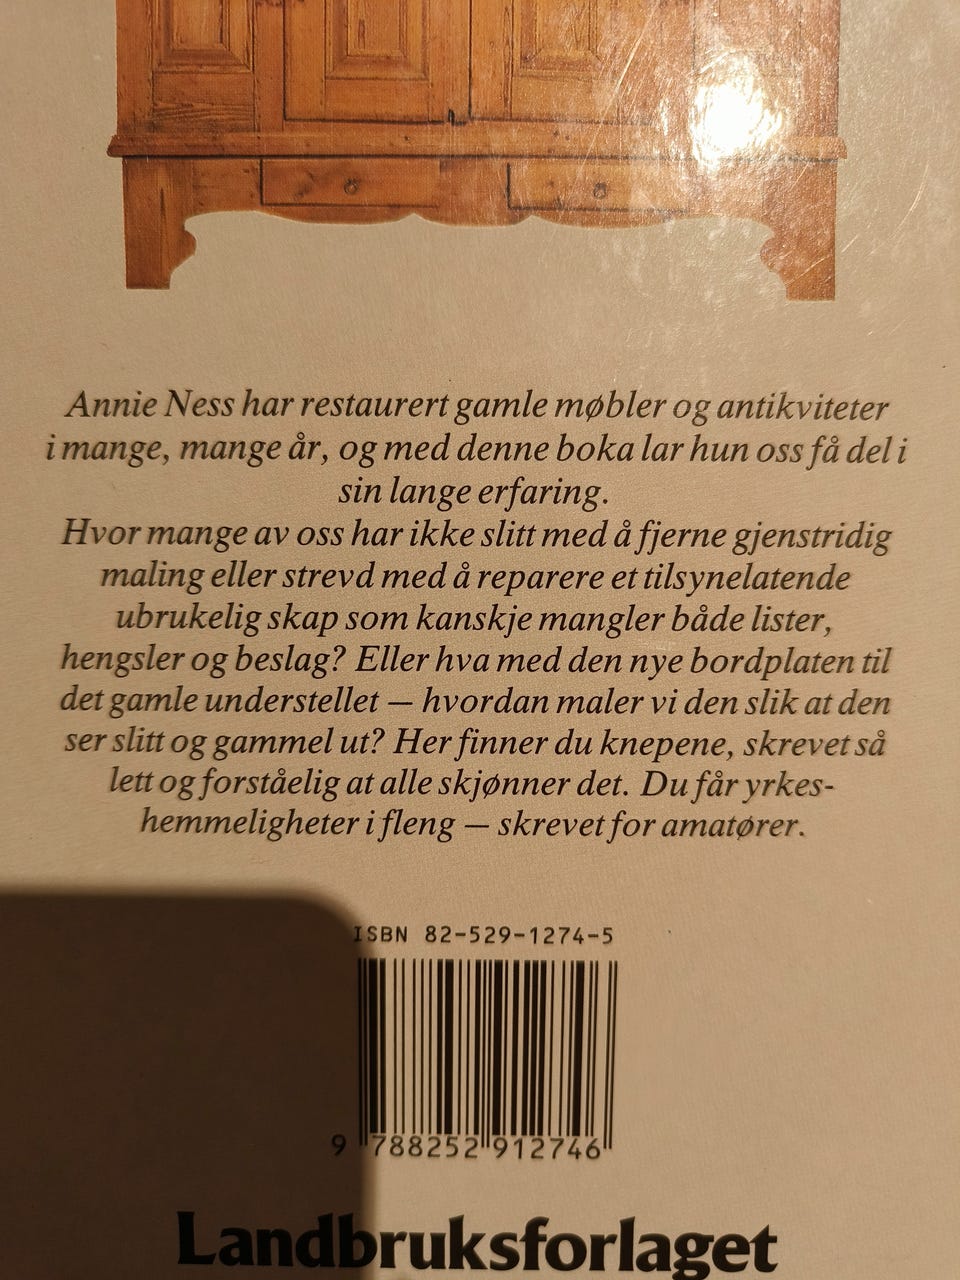 Annie Ness har restaurert gamle møbler og antikviteter
i mange, mange år, og med denne boka lar hun oss få del i
sin lange erfaring.
Hvor mange av oss har ikke slitt med å fjerne gjenstridig
maling eller strevd med å reparere et tilsynelatende
ubrukelig skap som kanskje mangler både lister,
hengsler og beslag? Eller hva med den nye bordplaten til
det gamle understellet – hvordan maler vi den slik at den
ser slitt og gammel ut? Her finner du knepene, skrevet så
lett og forståelig at alle skjønner det. Du får yrkes-
hemmeligheter i fleng – skrevet for amatører.
ISBN 82-529-1274-5
9 788252 912746
Landbruksforlaget